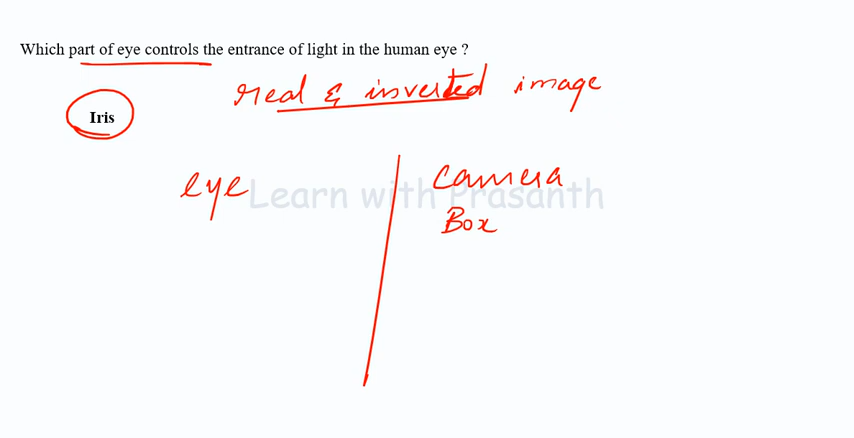 Which part of eye controls the entrance of light in the human eye ?
real & inverted image
Iris
eye
camera
Learn with Prasanth
Box